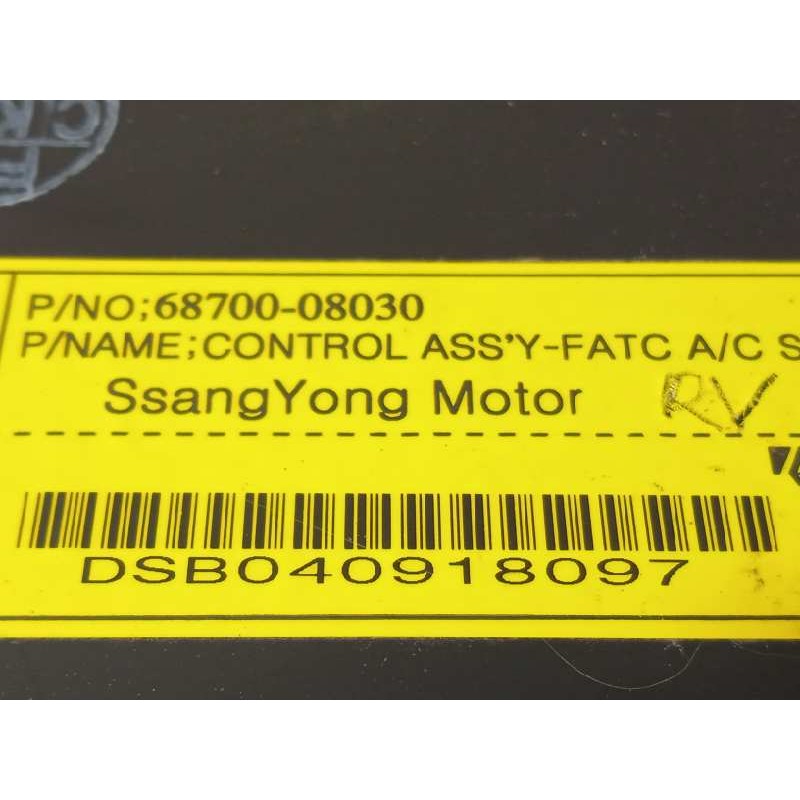 P/NO;68700-08030
P/NAME;CONTROL ASS'Y-FATC A/C S
SsangYong Motor RV
DSB040918097